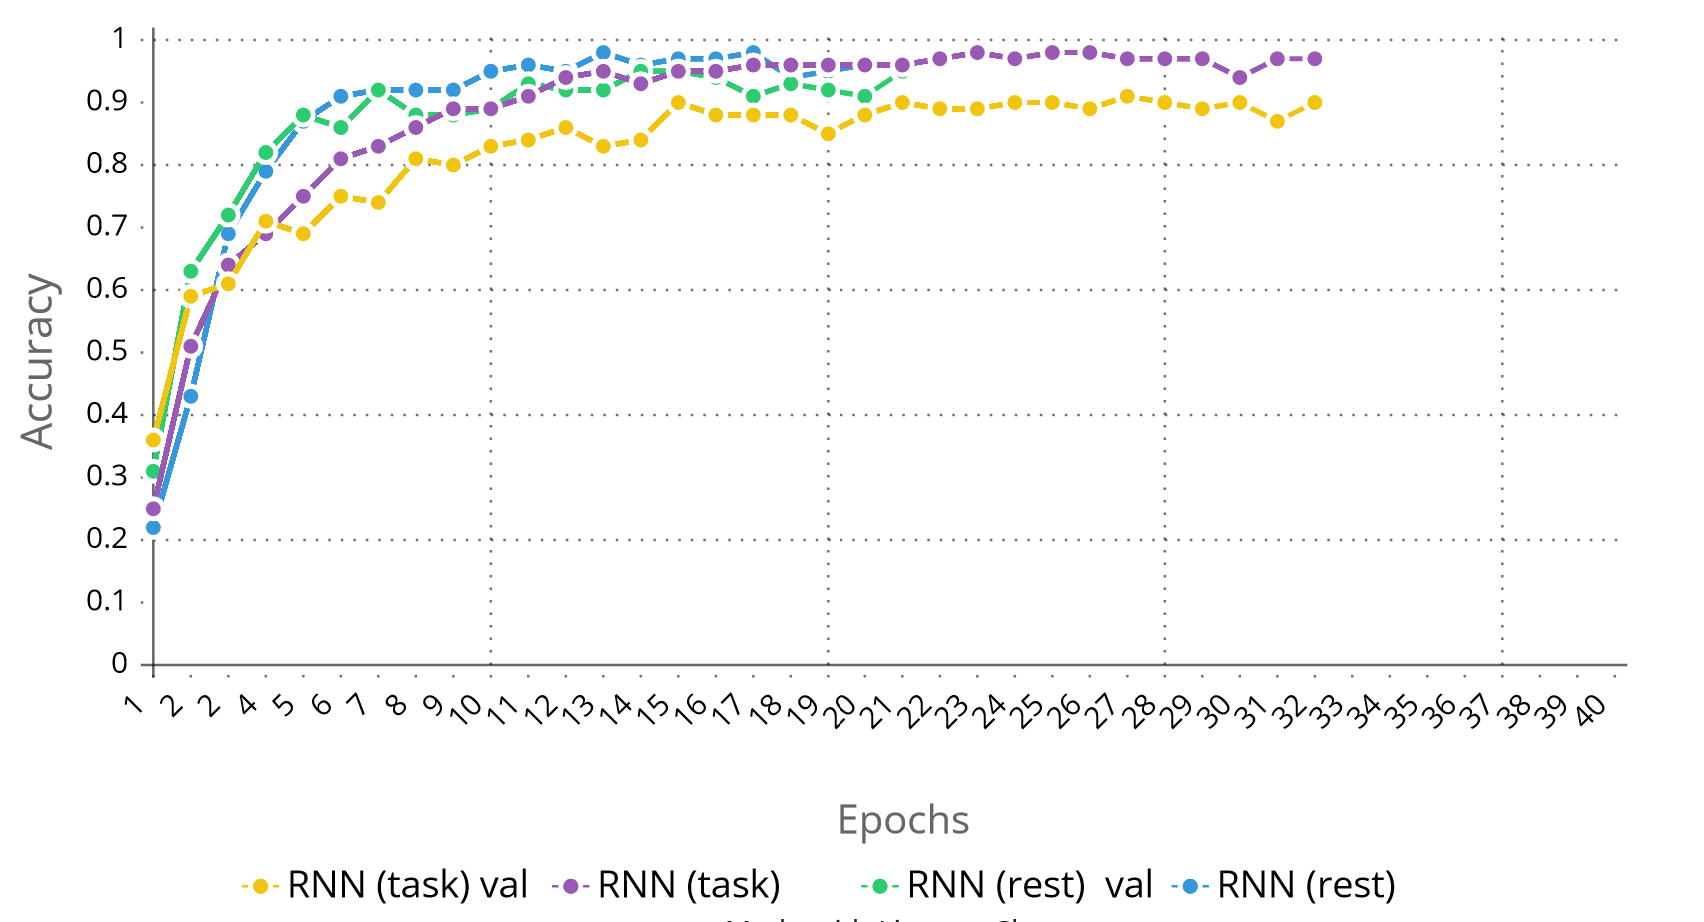 1
0.9
0.8
0.7
0.6
0.5
0.4
0.3
0.2
0.1
0
Accuracy
1 2 2 4 5 6 7 8 9 10 11 12 13 14 15 16 17 18 19 20 21 22 23 24 25 26 27 28 29 30 31 32 33 34 35 36 37 38 39 40
Epochs
RNN (task) val RNN (task) RNN (rest) val RNN (rest)